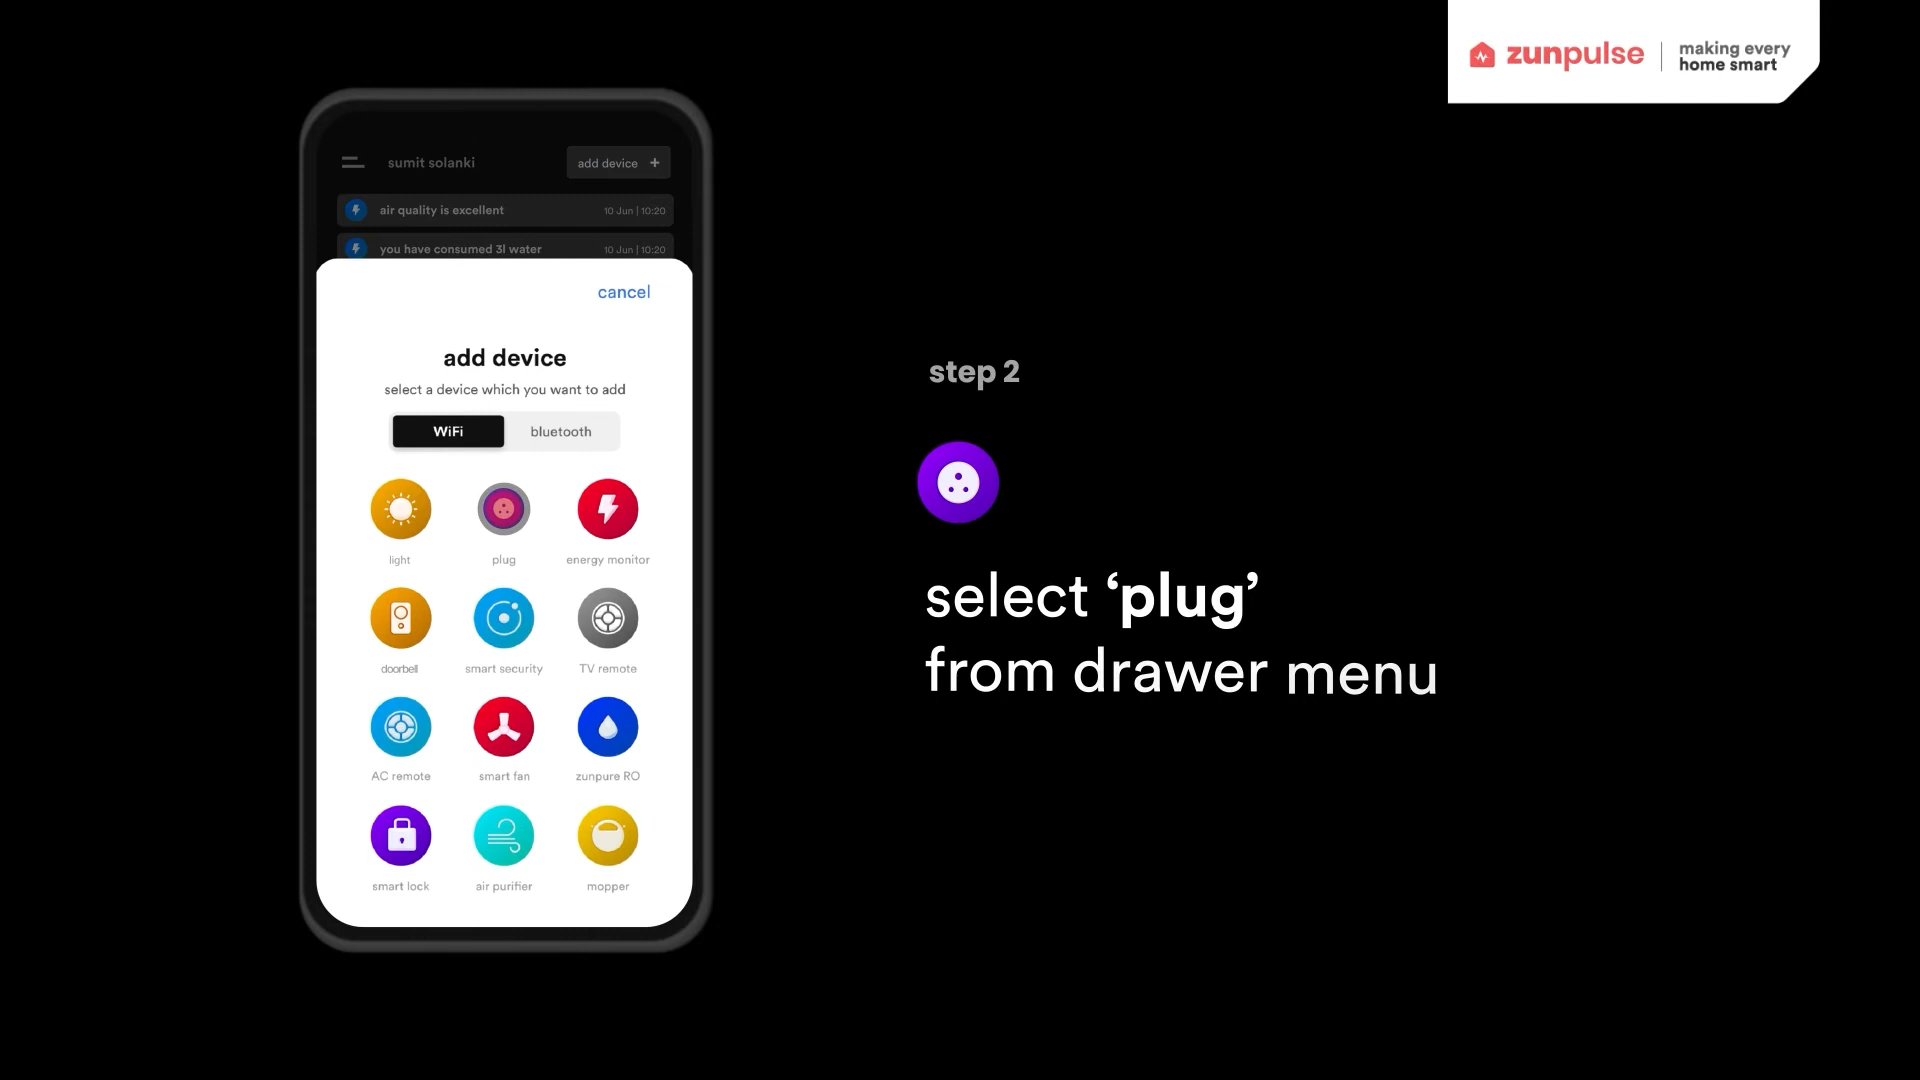 zunpulse
making every
home smart
sumit solanki
add device +
air quality is excellent 10 Jun | 10:20
you have consumed 3l water 10 Jun | 10:20
cancel
add device
select a device which you want to add
WiFi bluetooth
light plug energy monitor
doorbell smart security TV remote
AC remote smart fan zunpure RO
smart lock air purifier mopper
step 2
select ‘plug’
from drawer menu